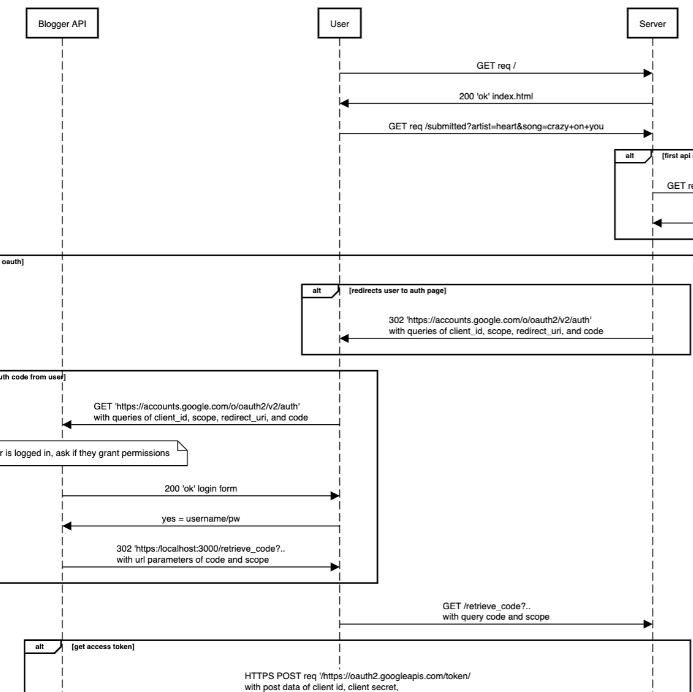 Blogger API
User
Server
GET req /
200 'ok' index.html
GET req /submitted?artist=heart&song=crazy+on+you
alt
[first api
GET
oauth]
alt
[redirects user to auth page]
302 'https://accounts.google.com/o/oauth2/v2/auth'
with queries of client_id, scope, redirect_uri, and code
code from user]
GET 'https://accounts.google.com/o/oauth2/v2/auth'
with queries of client_id, scope, redirect_uri, and code
is logged in, ask if they grant permissions
200 'ok' login form
yes = username/pw
302 'https:/localhost:3000/retrieve_code?..
with url parameters of code and scope
GET /retrieve_code?..
with query code and scope
alt
[get access token]
HTTPS POST req '/https://oauth2.googleapis.com/token/
with post data of client id, client secret,